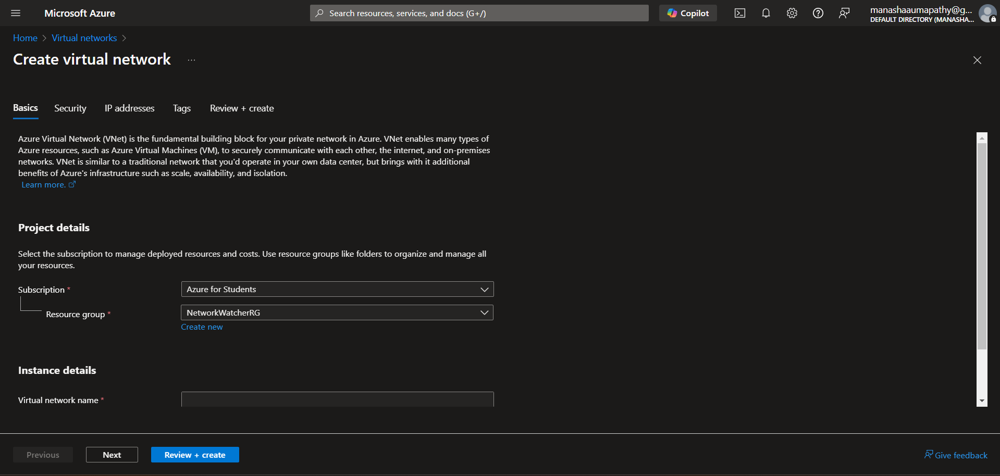 Microsoft Azure
Search resources, services, and docs (G+/)
Copilot
manashaaumapathy@g...
DEFAULT DIRECTORY (MANASHA...
Home > Virtual networks >
Create virtual network ...
Basics Security IP addresses Tags Review + create
Azure Virtual Network (VNet) is the fundamental building block for your private network in Azure. VNet enables many types of
Azure resources, such as Azure Virtual Machines (VM), to securely communicate with each other, the internet, and on-premises
networks. VNet is similar to a traditional network that you'd operate in your own data center, but brings with it additional
benefits of Azure's infrastructure such as scale, availability, and isolation.
Learn more.
Project details
Select the subscription to manage deployed resources and costs. Use resource groups like folders to organize and manage all
your resources.
Subscription * Azure for Students
Resource group * NetworkWatcherRG
Create new
Instance details
Virtual network name *
Previous Next Review + create Give feedback